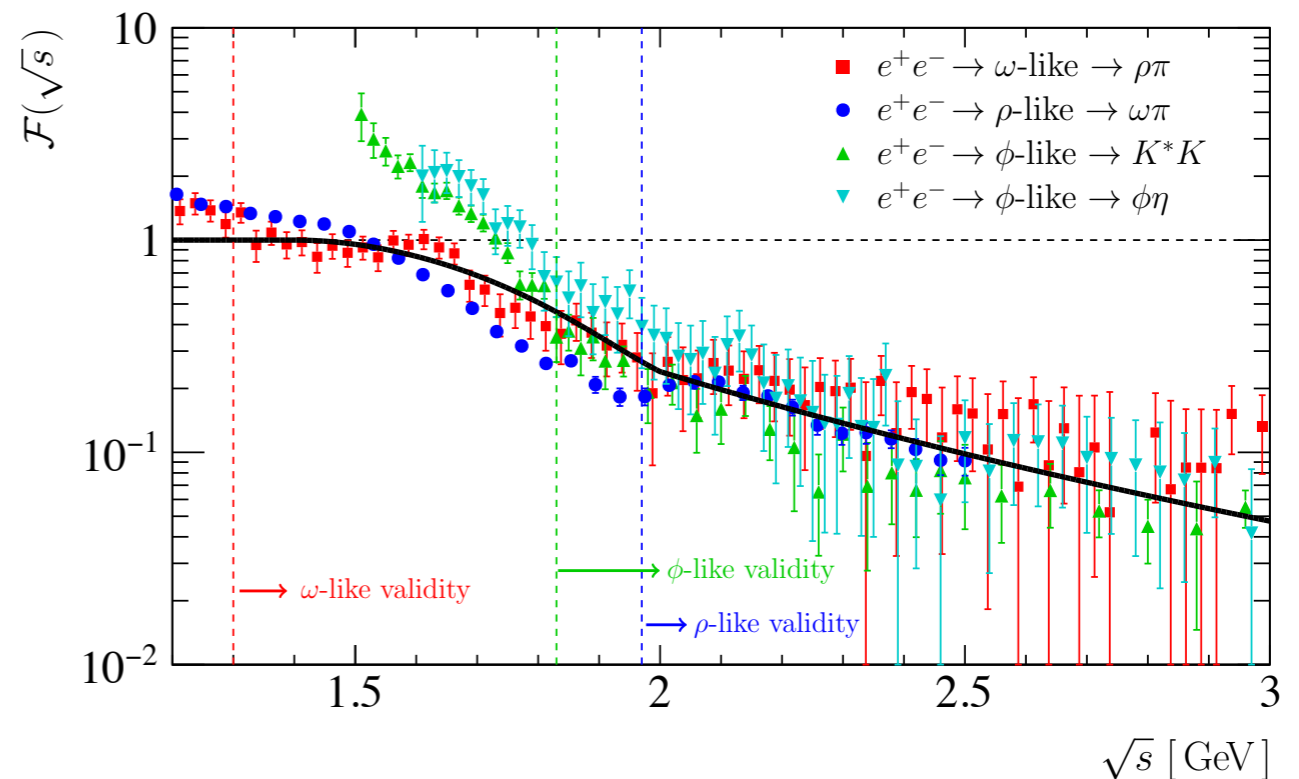 F(√s)
10
1
10⁻¹
10⁻²
e⁺e⁻ → ω-like → ρπ
e⁺e⁻ → ρ-like → ωπ
e⁺e⁻ → ϕ-like → K*K
e⁺e⁻ → ϕ-like → ϕη
ϕ-like validity
ω-like validity
ρ-like validity
1.5 2 2.5 3
√s [ GeV ]